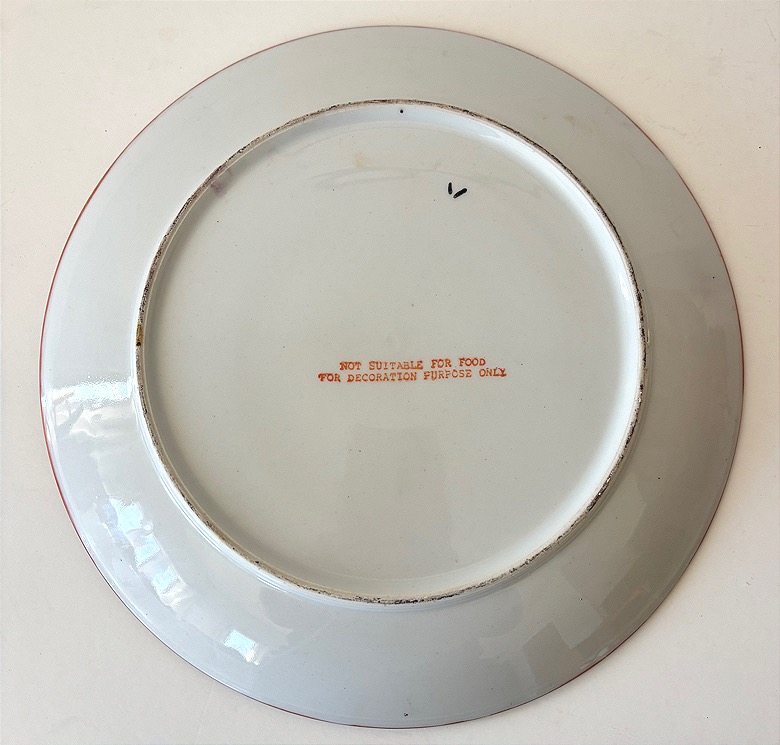 NOT SUITABLE FOR FOOD
FOR DECORATION PURPOSE ONLY